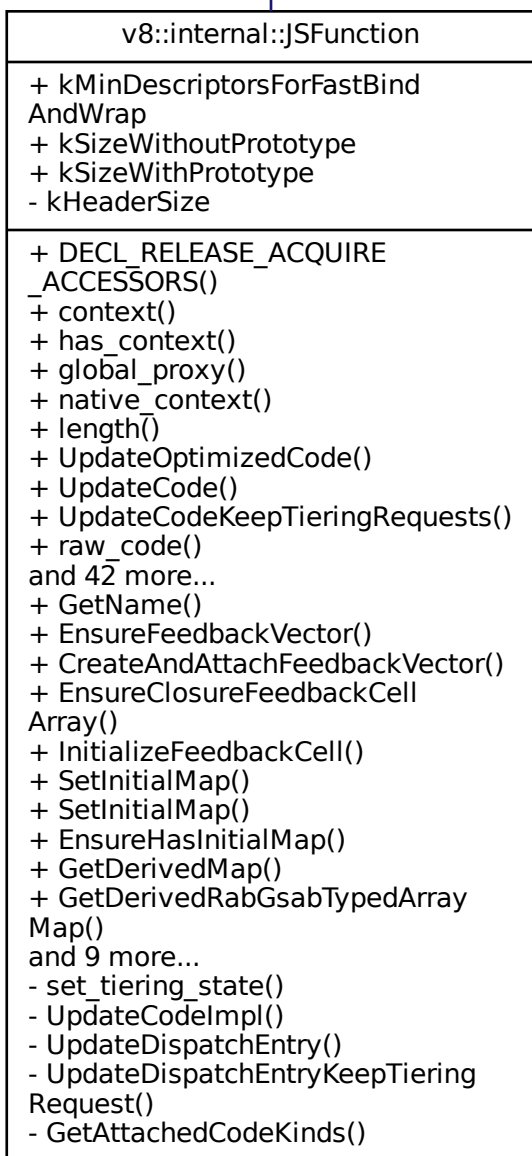 v8::internal::JSFunction
+ kMinDescriptorsForFastBind
AndWrap
+ kSizeWithoutPrototype
+ kSizeWithPrototype
- kHeaderSize
+ DECL_RELEASE_ACQUIRE
_ACCESSORS()
+ context()
+ has_context()
+ global_proxy()
+ native_context()
+ length()
+ UpdateOptimizedCode()
+ UpdateCode()
+ UpdateCodeKeepTieringRequests()
+ raw_code()
and 42 more...
+ GetName()
+ EnsureFeedbackVector()
+ CreateAndAttachFeedbackVector()
+ EnsureClosureFeedbackCell
Array()
+ InitializeFeedbackCell()
+ SetInitialMap()
+ SetInitialMap()
+ EnsureHasInitialMap()
+ GetDerivedMap()
+ GetDerivedRabGsabTypedArray
Map()
and 9 more...
- set_tiering_state()
- UpdateCodeImpl()
- UpdateDispatchEntry()
- UpdateDispatchEntryKeepTiering
Request()
- GetAttachedCodeKinds()